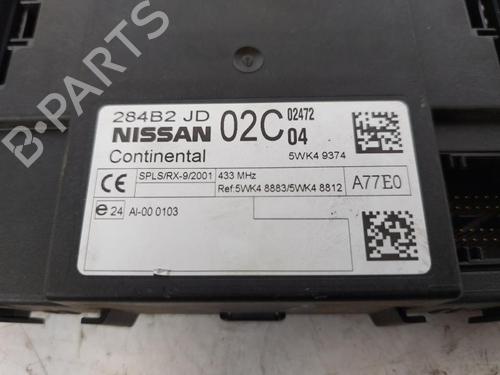 284B2 JD 02C 02472
NISSAN 04
Continental 5WK4 9374
CE SPLS/RX-9/2001 433 MHz
Ref:5WK4 8883/5WK4 8812 A77E0
e 24 AI-00 0103
B-PARTS